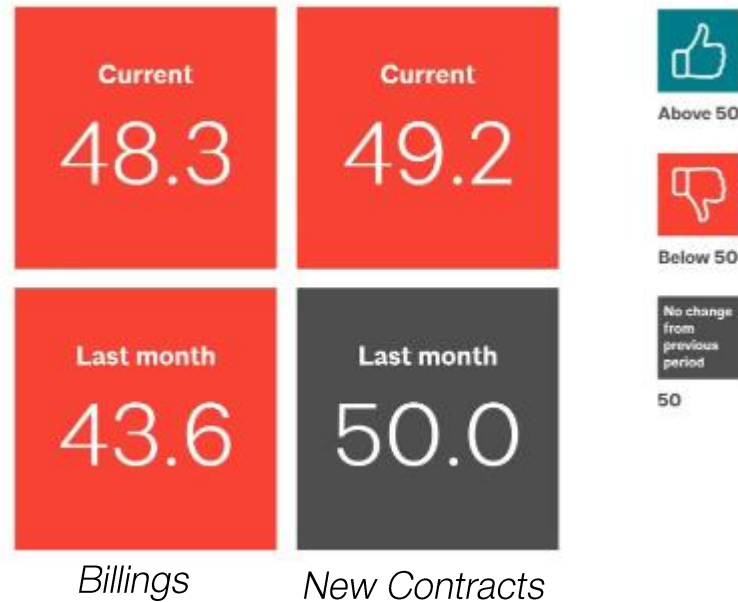 Current
48.3
Current
49.2
Last month
43.6
Last month
50.0
Billings
New Contracts
Above 50
Below 50
No change
from
previous
period
50